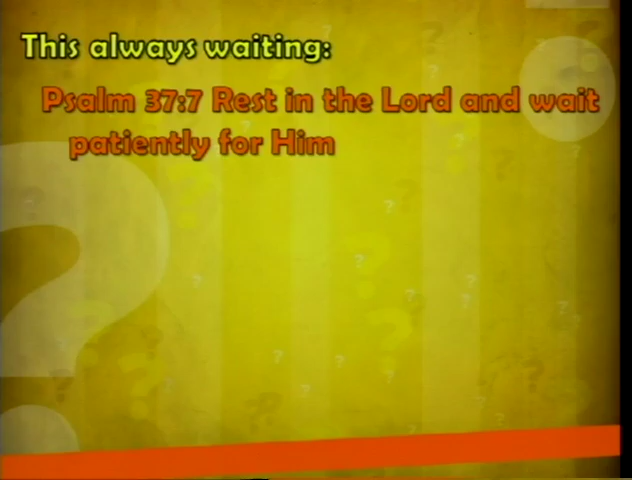 This always waiting:
Psalm 37:7 Rest in the Lord and wait
patiently for Him